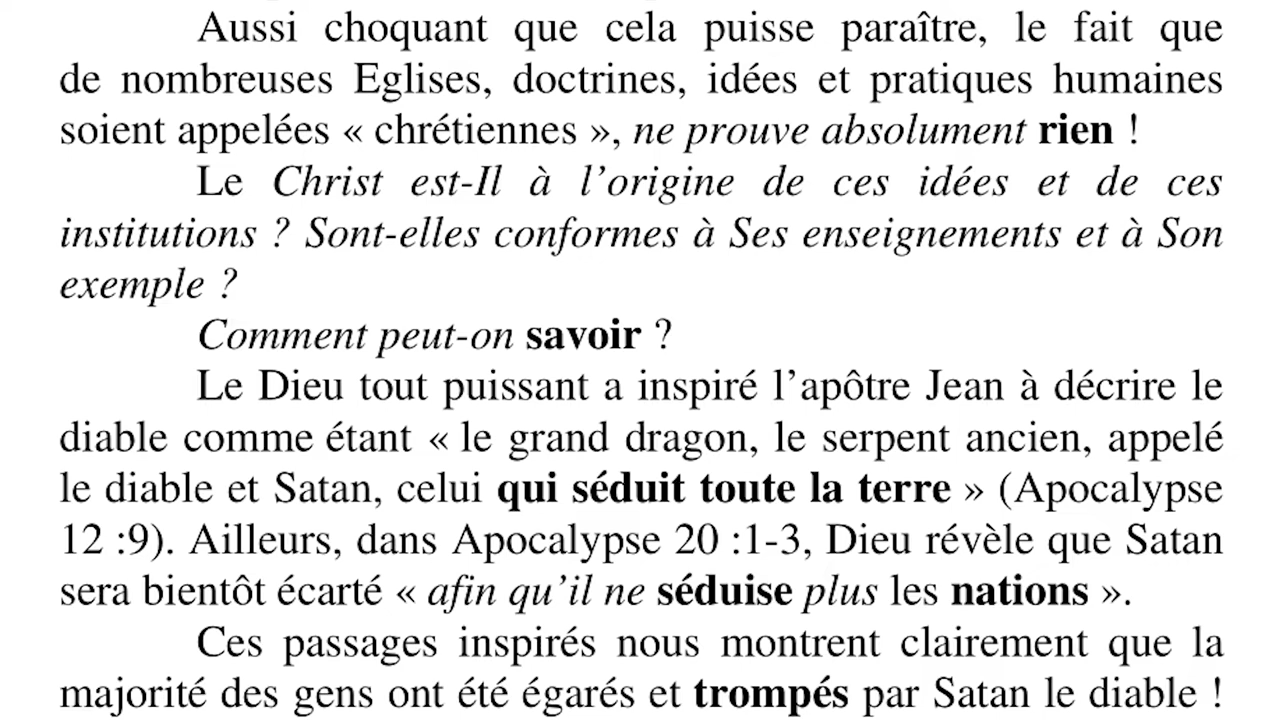 Aussi choquant que cela puisse paraître, le fait que
de nombreuses Eglises, doctrines, idées et pratiques humaines
soient appelées « chrétiennes », ne prouve absolument rien !
Le Christ est-Il à l’origine de ces idées et de ces
institutions ? Sont-elles conformes à Ses enseignements et à Son
exemple ?
Comment peut-on savoir ?
Le Dieu tout puissant a inspiré l’apôtre Jean à décrire le
diable comme étant « le grand dragon, le serpent ancien, appelé
le diable et Satan, celui qui séduit toute la terre » (Apocalypse
12 :9). Ailleurs, dans Apocalypse 20 :1-3, Dieu révèle que Satan
sera bientôt écarté « afin qu’il ne séduise plus les nations ».
Ces passages inspirés nous montrent clairement que la
majorité des gens ont été égarés et trompés par Satan le diable !